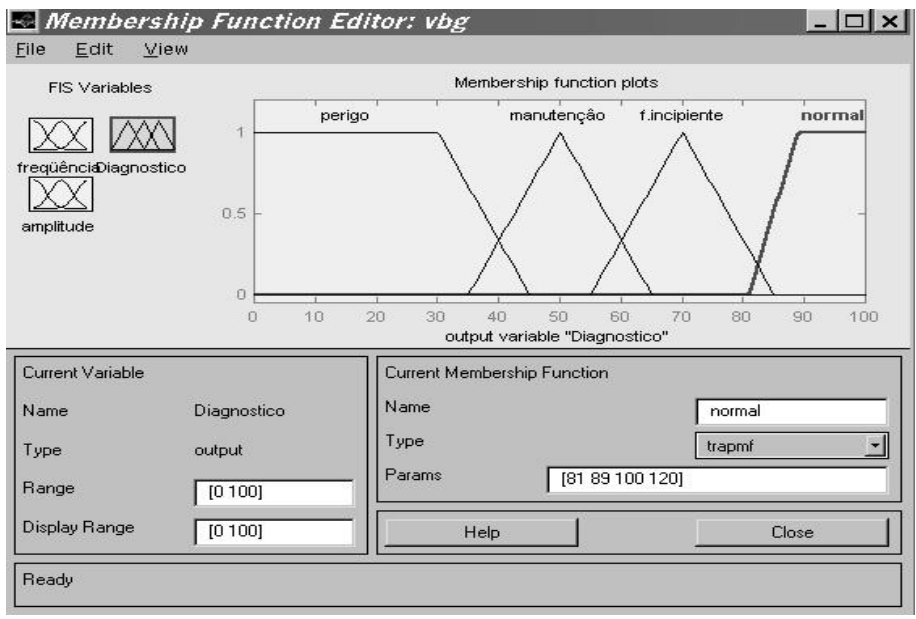 Membership Function Editor: vbg
File Edit View
FIS Variables
freqüência
Diagnostico
amplitude
Membership function plots
perigo manutenção f.incipiente normal
1
0.5
0
0 10 20 30 40 50 60 70 80 90 100
output variable "Diagnostico"
Current Variable
Name Diagnostico
Type output
Range [0 100]
Display Range [0 100]
Current Membership Function
Name normal
Type trapmf
Params [81 89 100 120]
Help Close
Ready